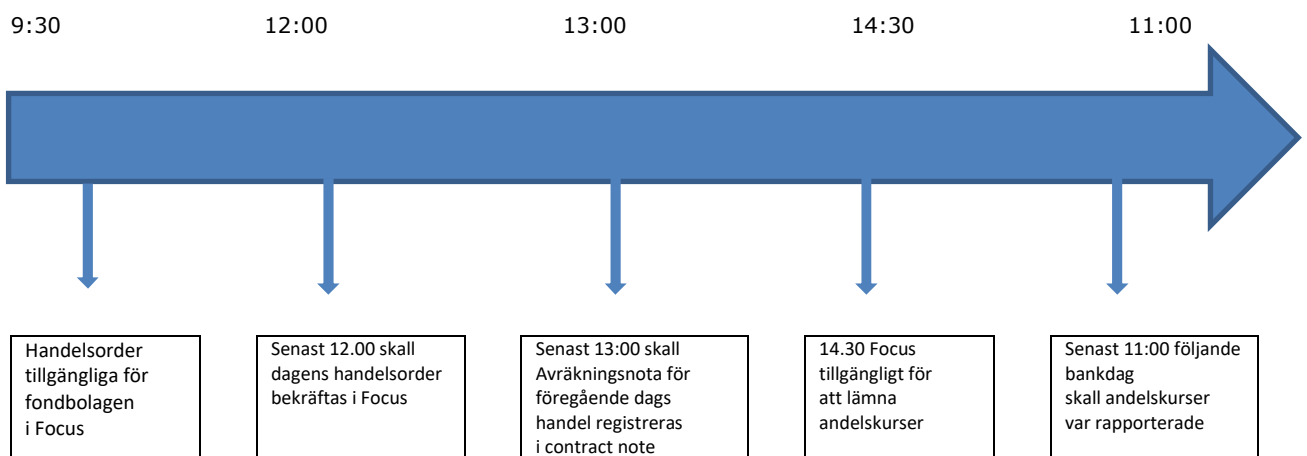 9:30 12:00 13:00 14:30 11:00
Handelsorder
tillgängliga för
fondbolagen
i Focus
Senast 12.00 skall
dagens handelsorder
bekräftas i Focus
Senast 13:00 skall
Avräkningsnota för
föregående dags
handel registreras
i contract note
14.30 Focus
tillgängligt för
att lämna
andelskurser
Senast 11:00 följande
bankdag
skall andelskurser
var rapporterade